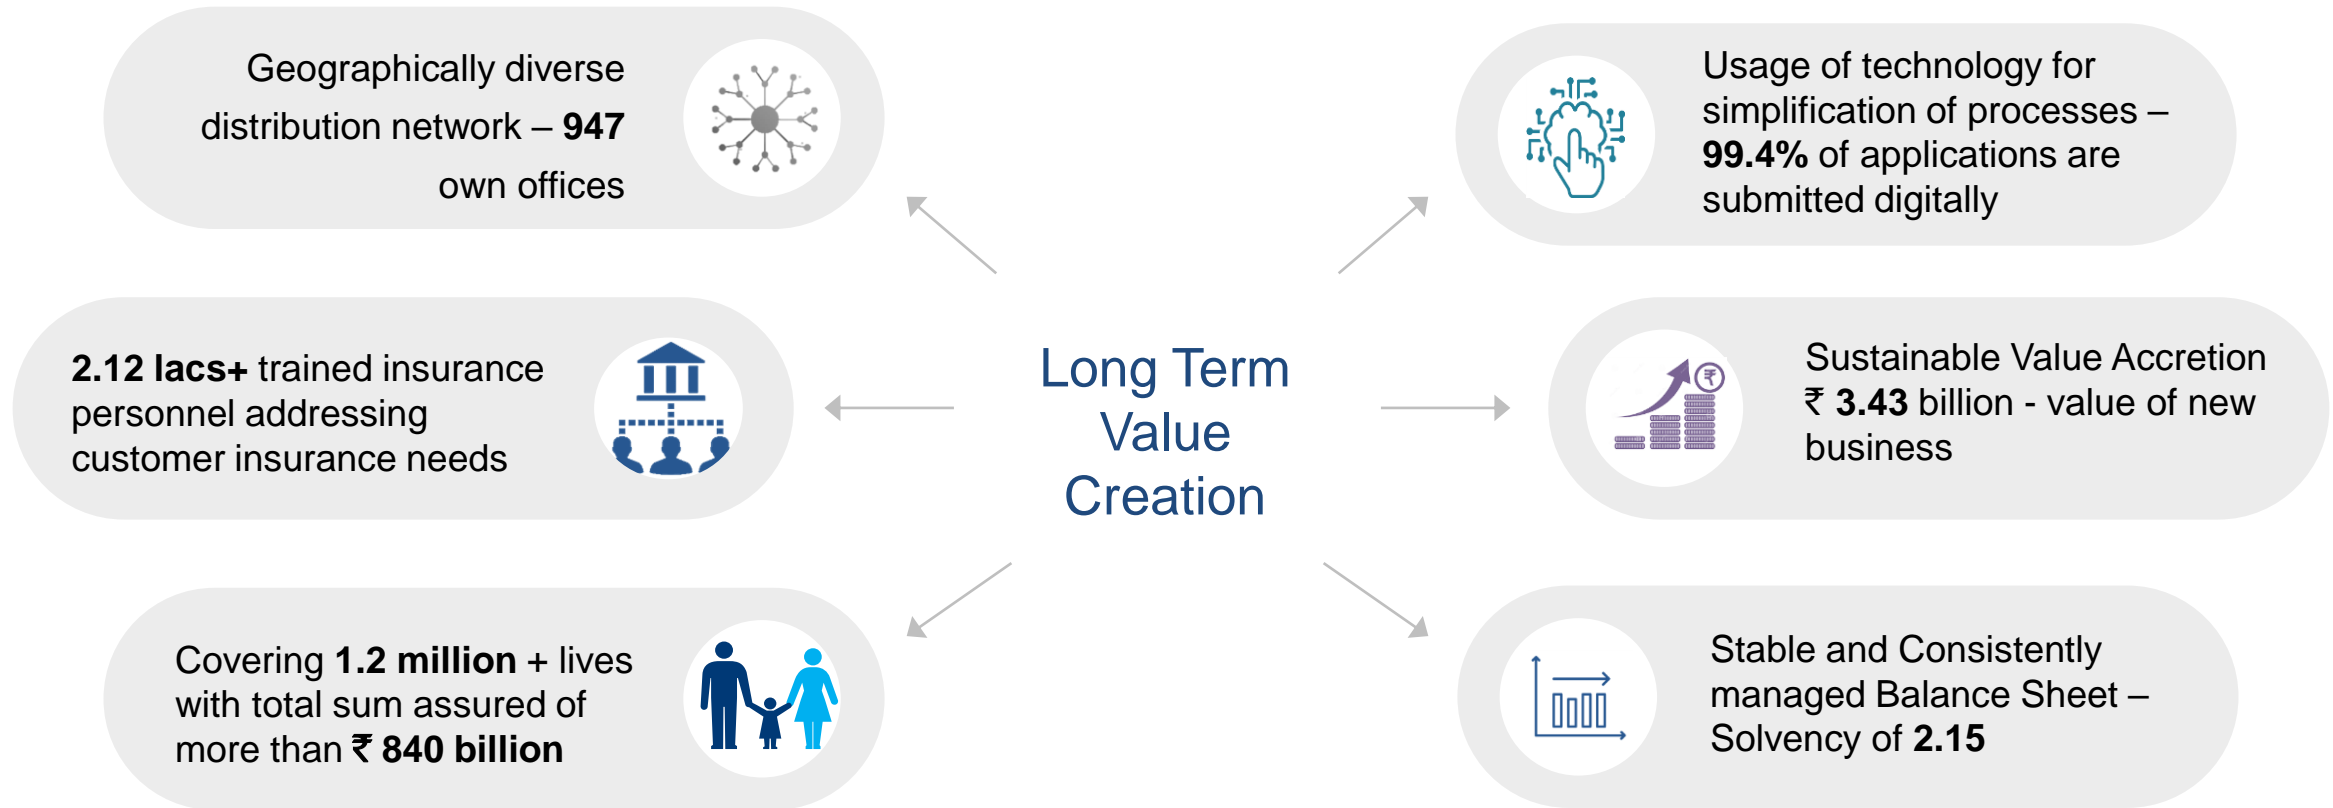 Geographically diverse
distribution network – 947
own offices
2.12 lacs+ trained insurance
personnel addressing
customer insurance needs
Covering 1.2 million + lives
with total sum assured of
more than ₹ 840 billion
Long Term
Value
Creation
Usage of technology for
simplification of processes –
99.4% of applications are
submitted digitally
₹
Sustainable Value Accretion
₹ 3.43 billion - value of new
business
Stable and Consistently
managed Balance Sheet –
Solvency of 2.15